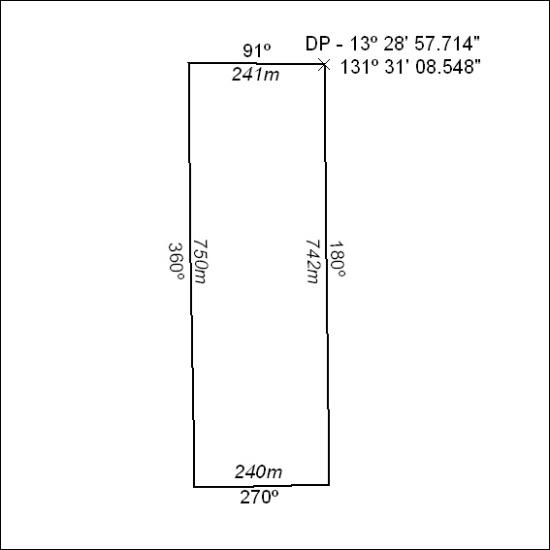 91º
241m
DP - 13º 28' 57.714"
131º 31' 08.548"
360º
750m
742m
180º
240m
270º